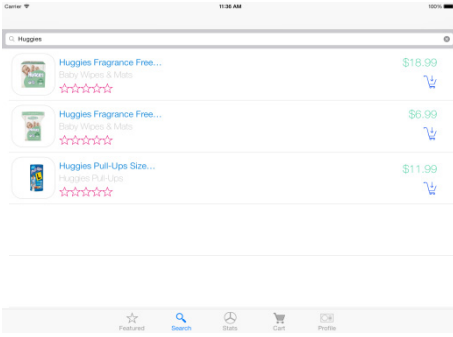 Carrier 11:36 AM 100%
Huggies
Huggies Fragrance Free...
$18.99
Baby Wipes & Mats
Huggies Fragrance Free...
$6.99
Baby Wipes & Mats
Huggies Pull-Ups Size...
$11.99
Huggies Pull-Ups
Featured Search Stats Cart Profile